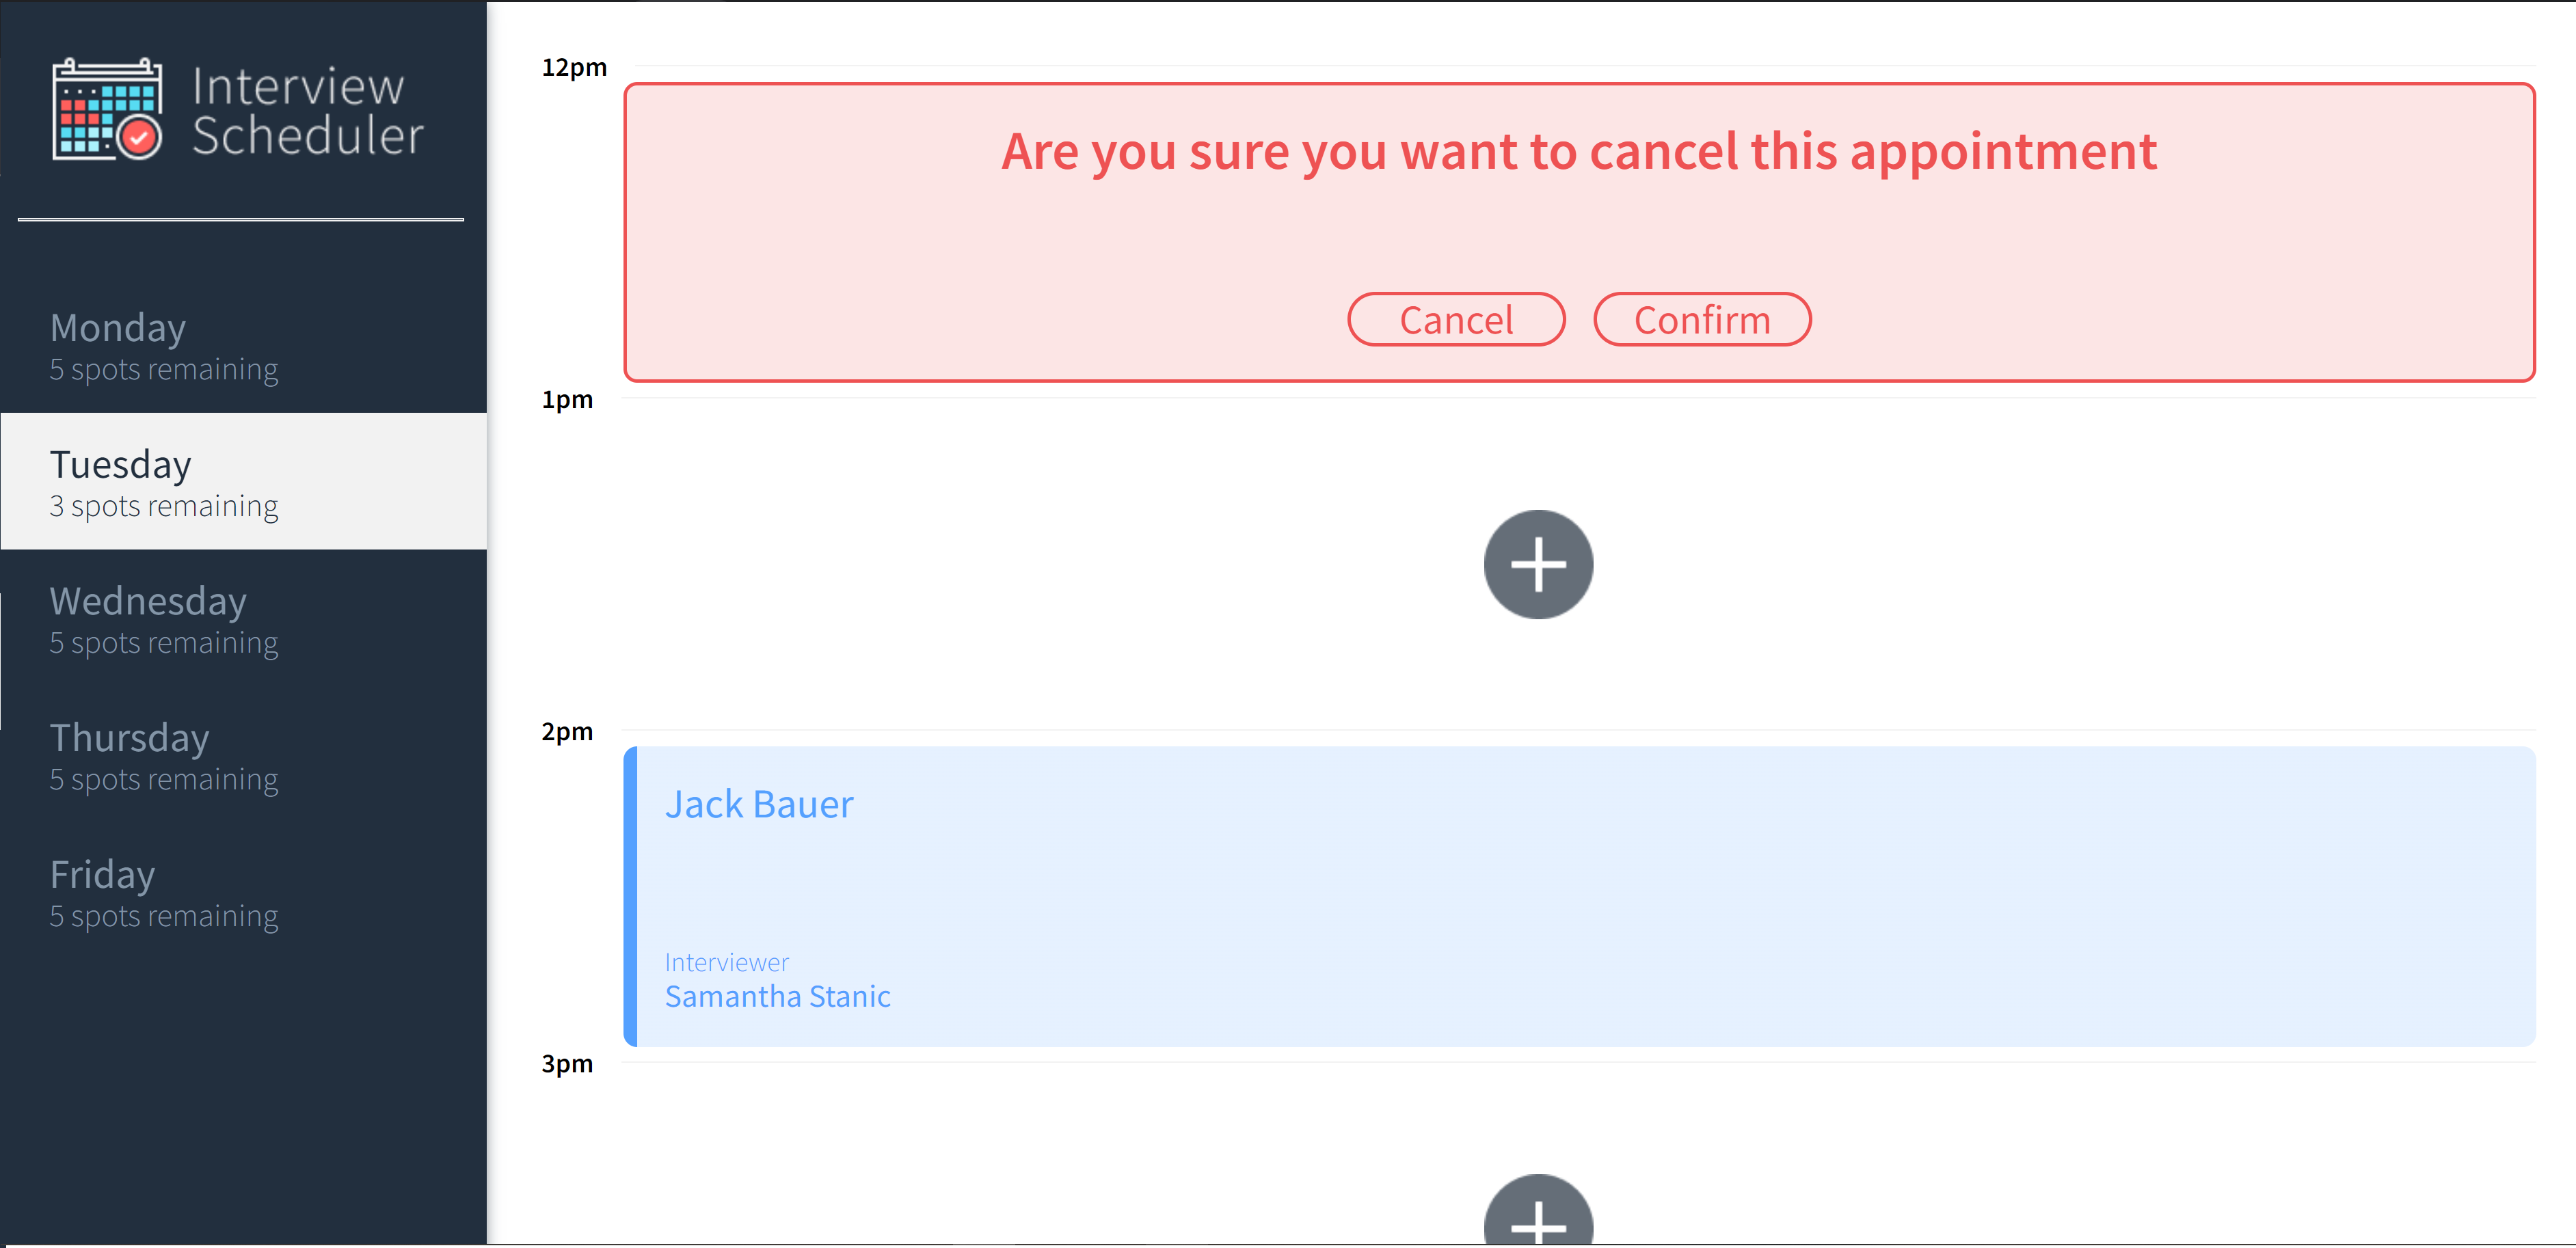 Interview
Scheduler
Monday
5 spots remaining
Tuesday
3 spots remaining
Wednesday
5 spots remaining
Thursday
5 spots remaining
Friday
5 spots remaining
12pm
Are you sure you want to cancel this appointment
Cancel
Confirm
1pm
2pm
Jack Bauer
Interviewer
Samantha Stanic
3pm